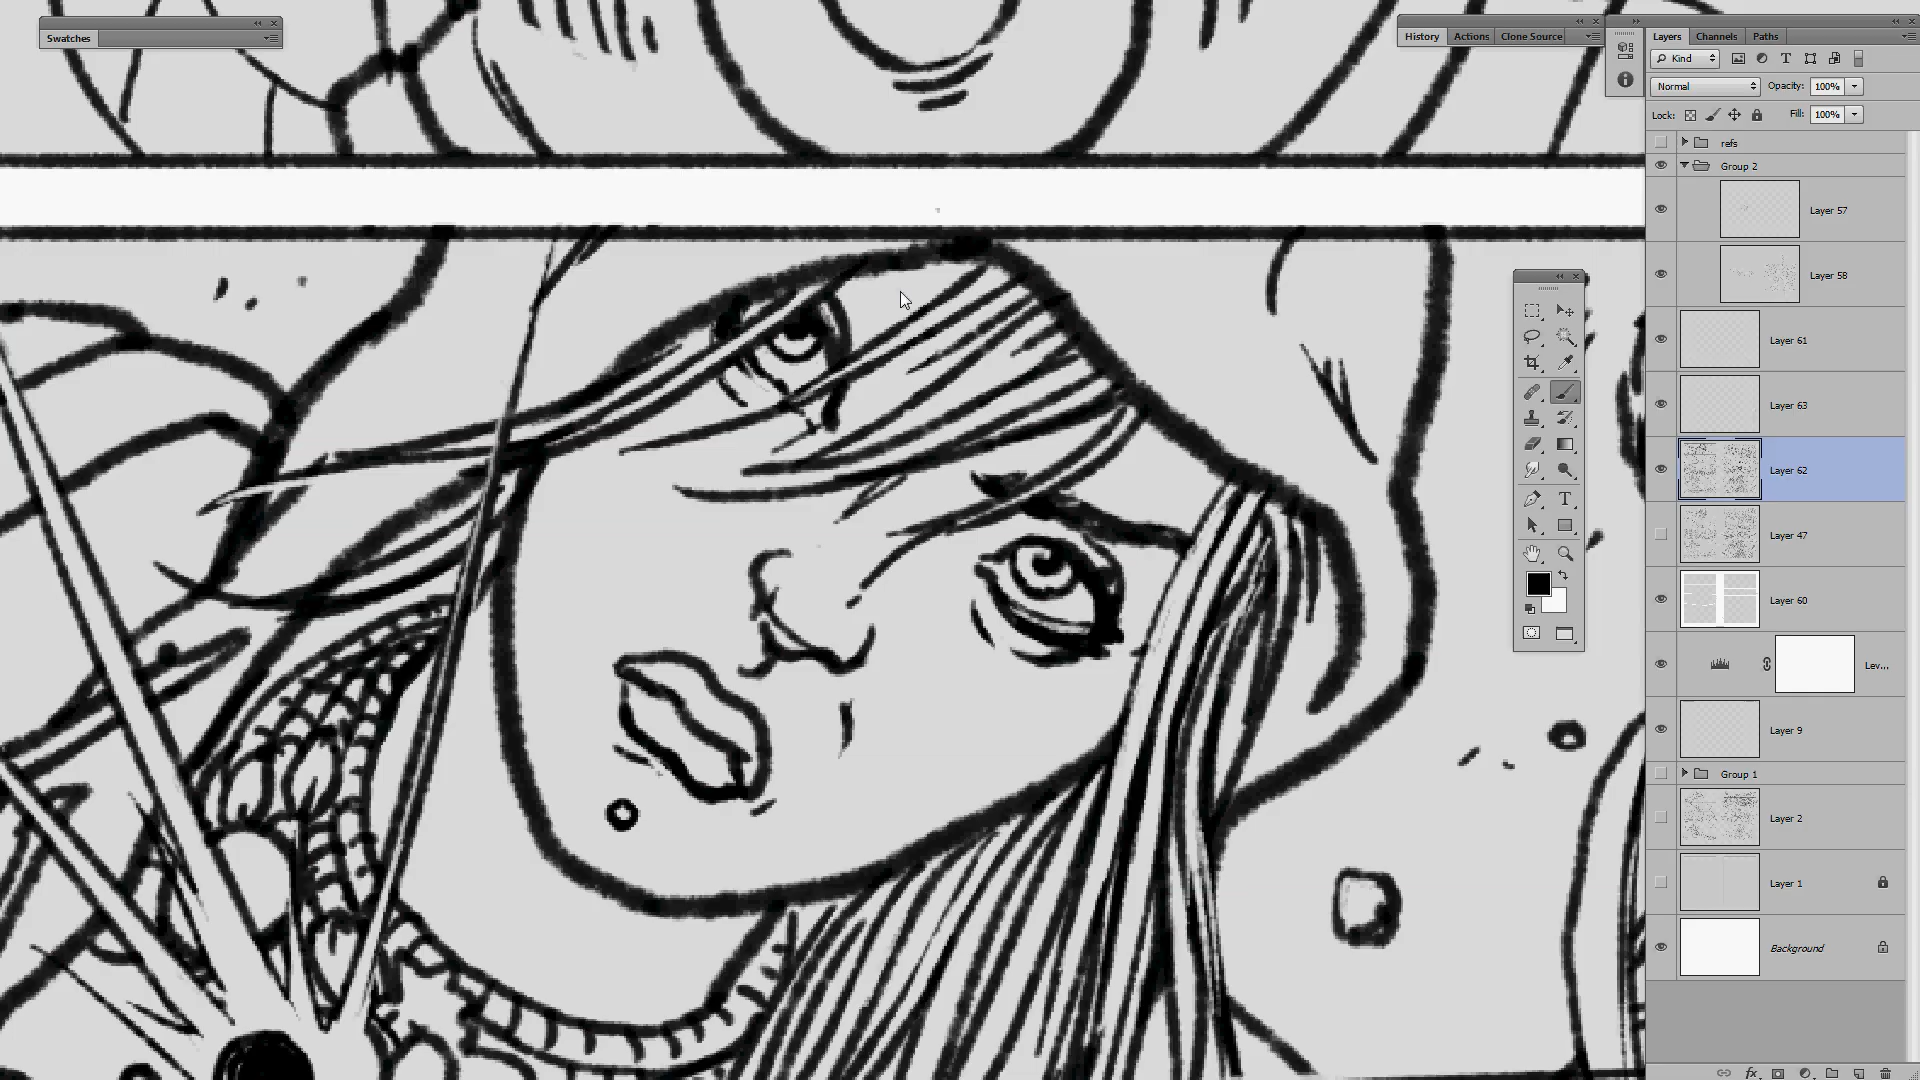 Swatches
History Actions Clone Source
Layers Channels Paths
Kind
Normal Opacity: 100%
Lock: Fill: 100%
refs
Group 2
Layer 57
Layer 58
Layer 61
Layer 63
Layer 62
Layer 47
Layer 60
Lev...
Layer 9
Group 1
Layer 2
Layer 1
Background